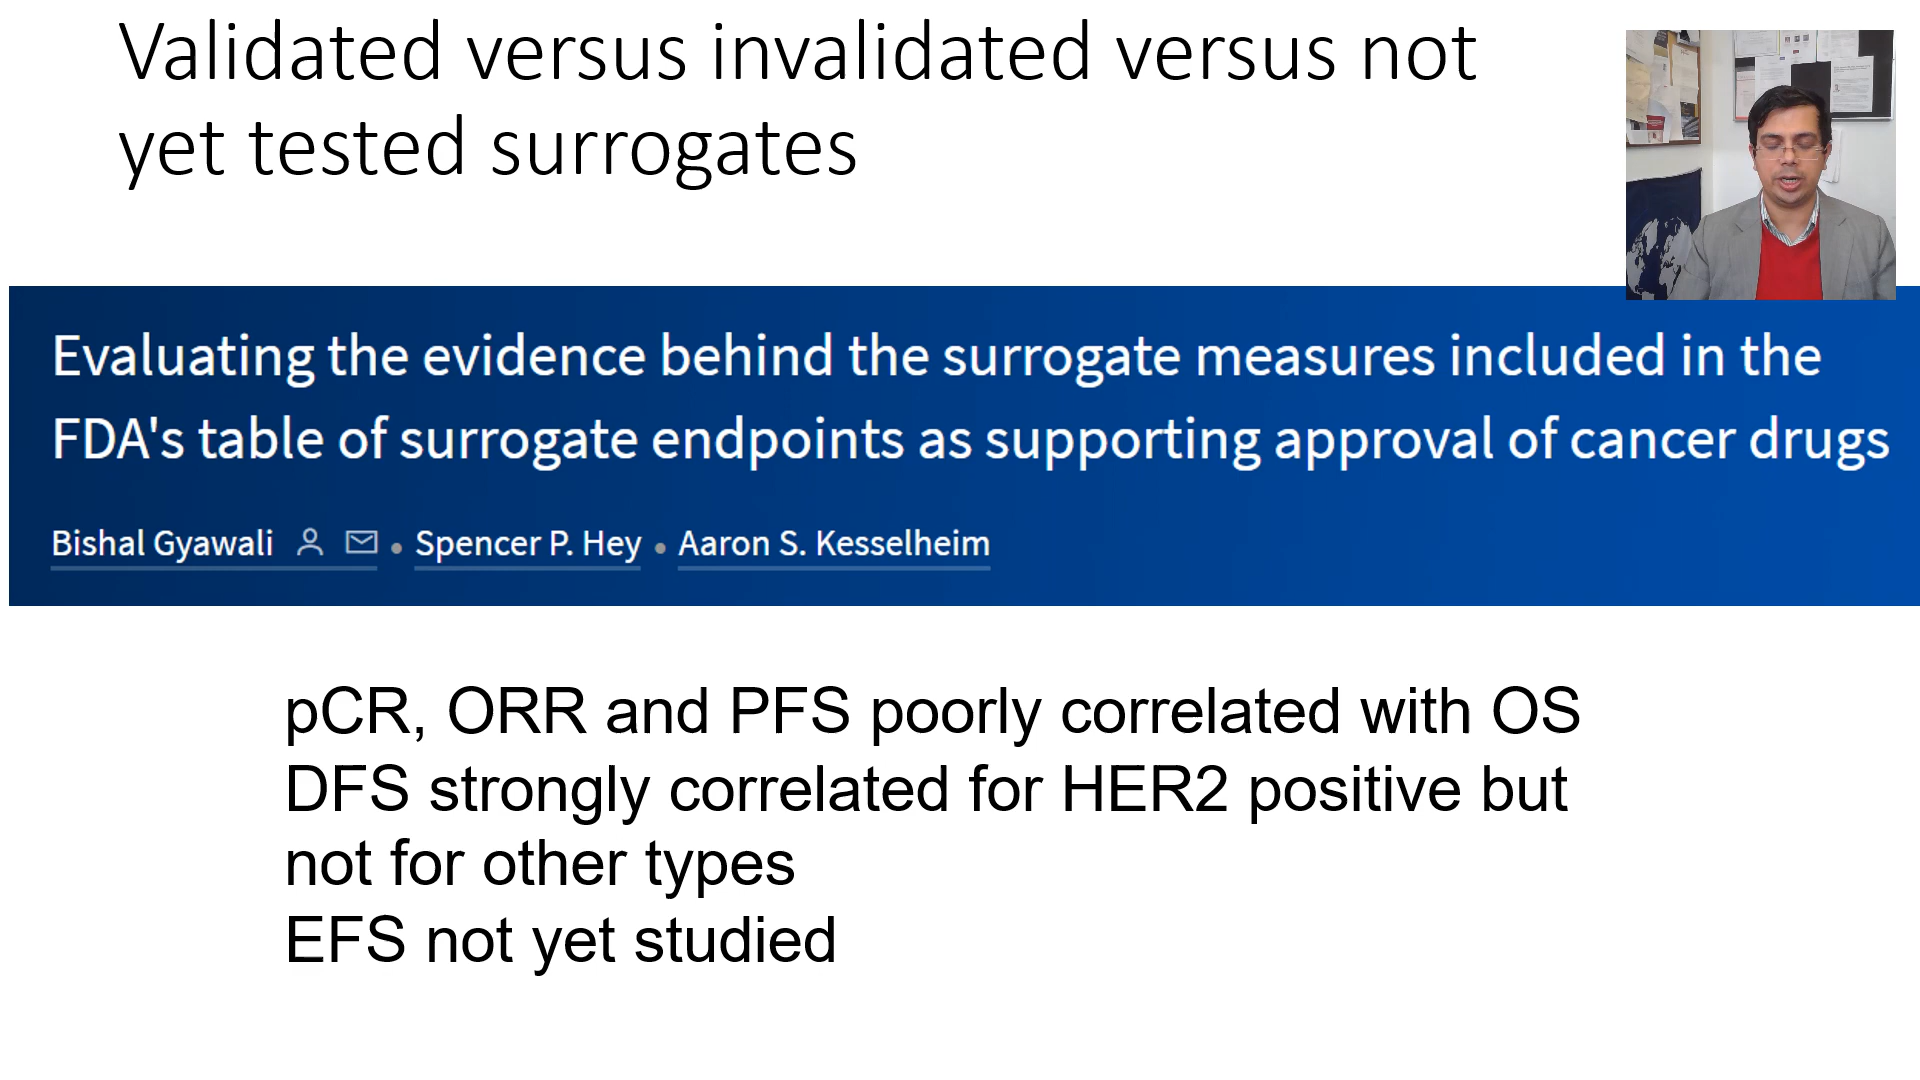 Validated versus invalidated versus not
yet tested surrogates
Evaluating the evidence behind the surrogate measures included in the
FDA's table of surrogate endpoints as supporting approval of cancer drugs
Bishal Gyawali • Spencer P. Hey • Aaron S. Kesselheim
pCR, ORR and PFS poorly correlated with OS
DFS strongly correlated for HER2 positive but
not for other types
EFS not yet studied